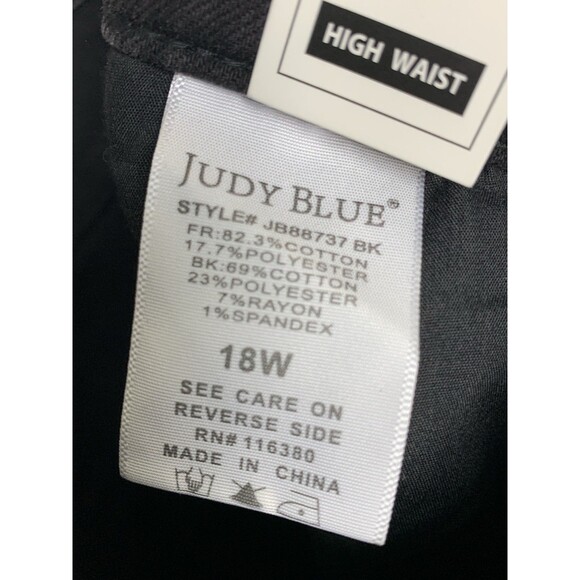 HIGH WAIST
JUDY BLUE®
STYLE# JB88737 BK
FR:82.3%COTTON
17.7%POLYESTER
BK:69%COTTON
23%POLYESTER
7%RAYON
1%SPANDEX
18W
SEE CARE ON
REVERSE SIDE
RN# 116380
MADE IN CHINA